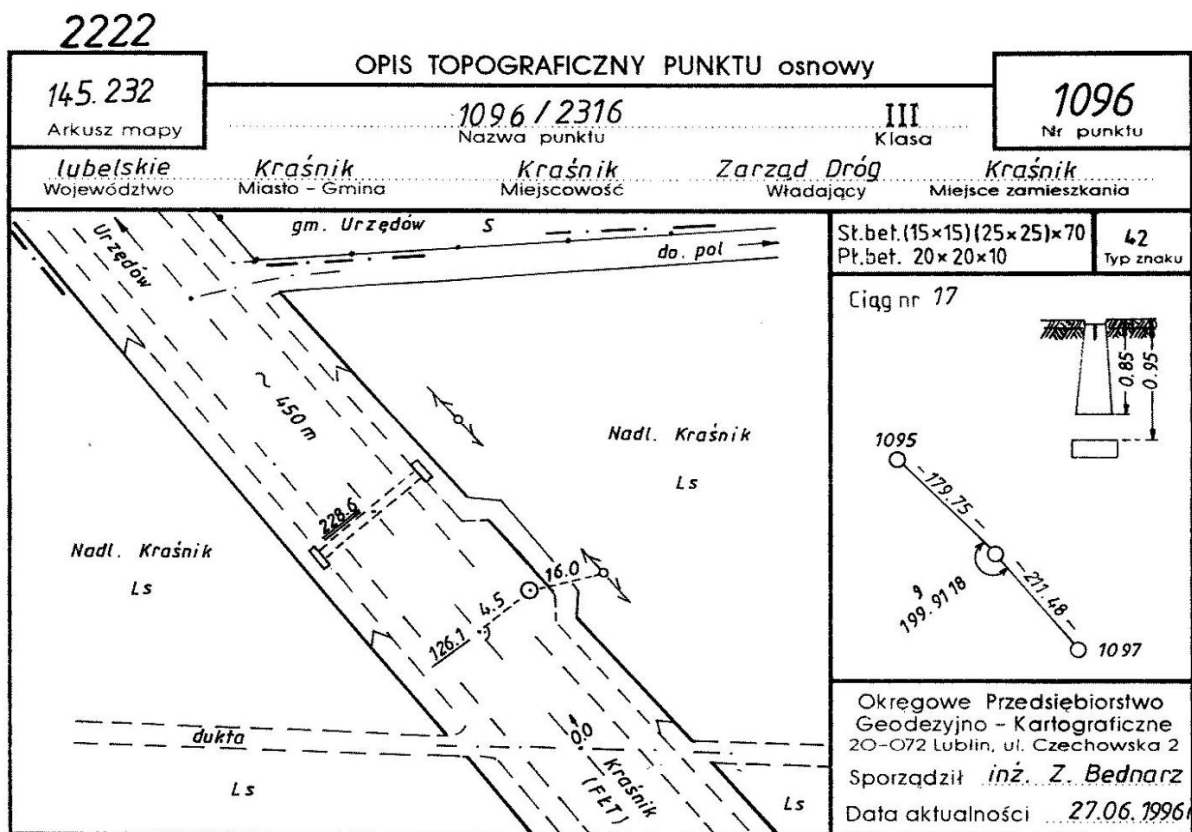 2222
OPIS TOPOGRAFICZNY PUNKTU osnowy
145.232
Arkusz mapy
1096 / 2316
Nazwa punktu
III
Klasa
1096
Nr punktu
lubelskie
Województwo
Kraśnik
Miasto - Gmina
Kraśnik
Miejscowość
Zarząd Dróg
Władający
Kraśnik
Miejsce zamieszkania
Urzędów
gm. Urzędów
S
do. pol
~ 450 m
Nadl. Kraśnik
Ls
228.6
Nadl. Kraśnik
Ls
16.0
4.5
126.1
dukta
0.0
Kraśnik
(FŁT)
Ls
Ls
St.bet.(15×15)(25×25)×70
Pt.bet. 20×20×10
42
Typ znaku
Ciąg nr 17
0.85
0.95
1095
- 179.75 -
g
199.9118
- 211.48 -
1097
Okręgowe Przedsiębiorstwo
Geodezyjno - Kartograficzne
20-072 Lublin, ul. Czechowska 2
Sporządził inż. Z. Bednarz
Data aktualności 27.06.1996r